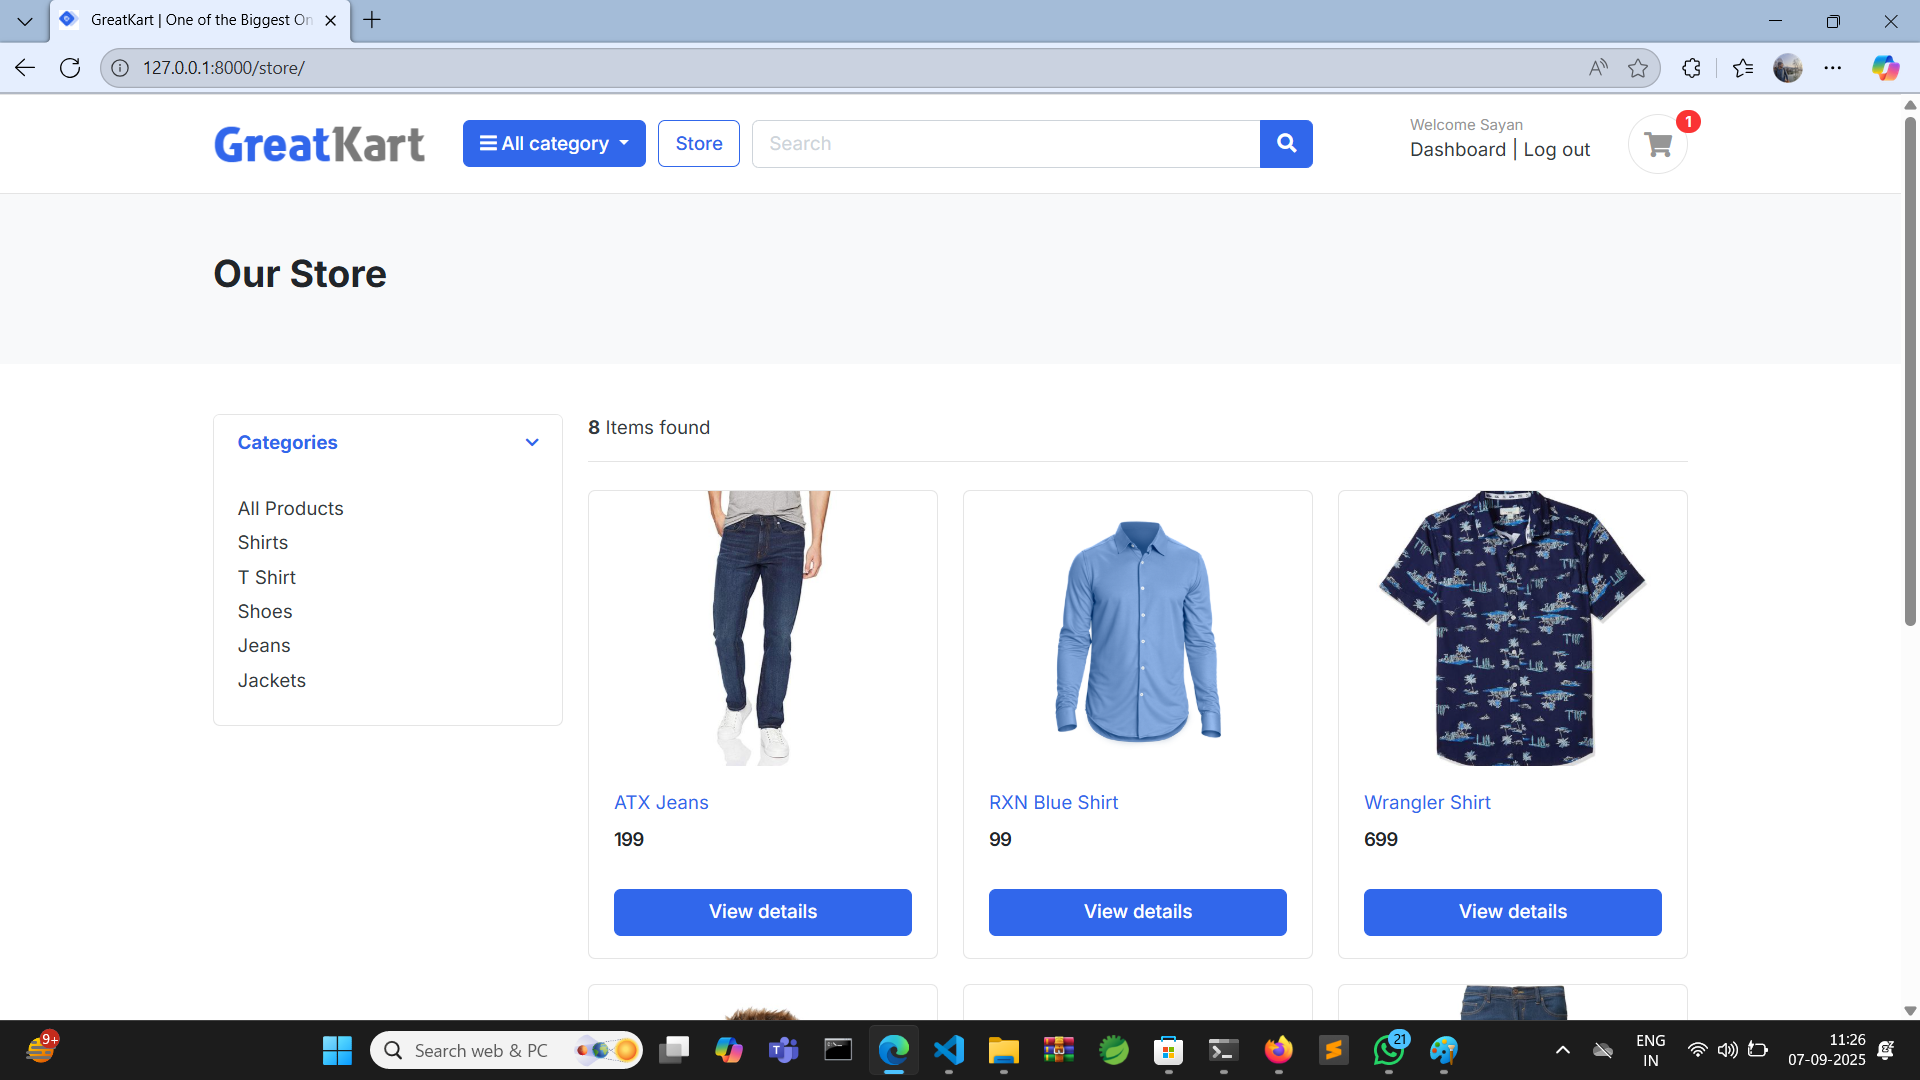 GreatKart | One of the Biggest On
127.0.0.1:8000/store/
GreatKart
All category
Store
Search
Welcome Sayan
Dashboard | Log out
1
Our Store
Categories
All Products
Shirts
T Shirt
Shoes
Jeans
Jackets
8 Items found
ATX Jeans
199
View details
RXN Blue Shirt
99
View details
Wrangler Shirt
699
View details
9+
Search web & PC
21
ENG
IN
11:26
07-09-2025